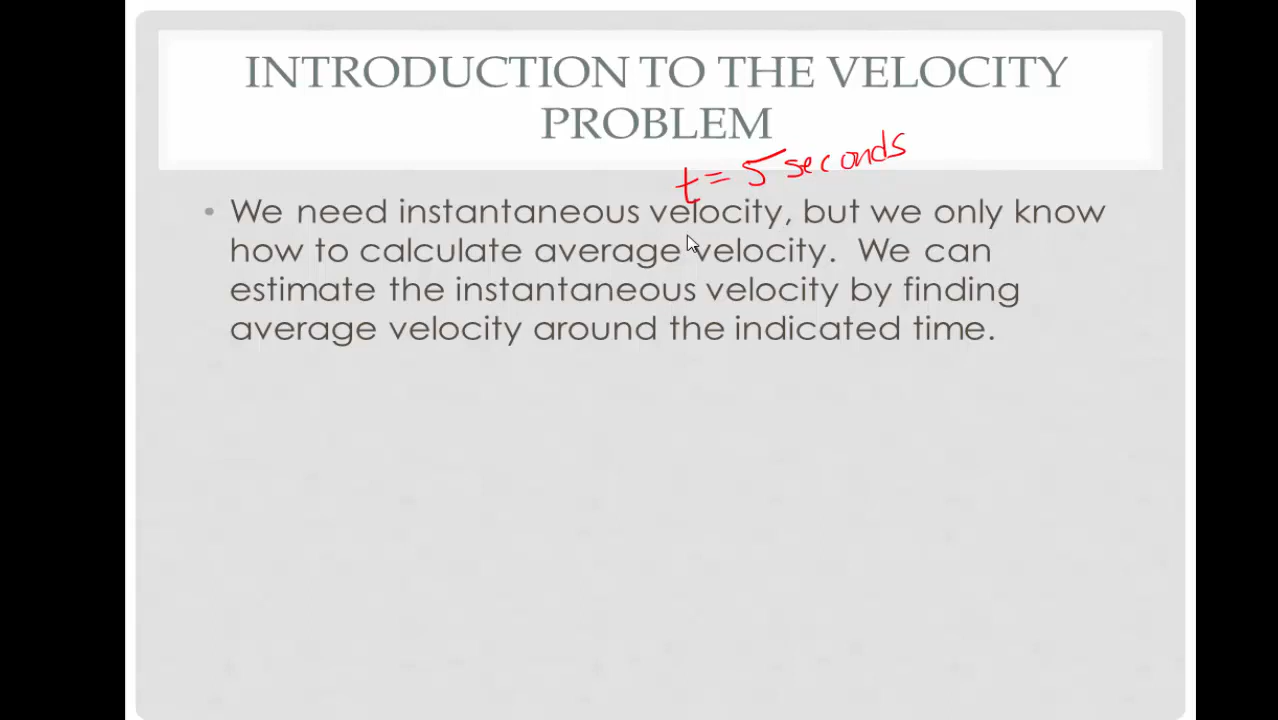 INTRODUCTION TO THE VELOCITY
PROBLEM
t = 5 seconds
• We need instantaneous velocity, but we only know
how to calculate average velocity. We can
estimate the instantaneous velocity by finding
average velocity around the indicated time.